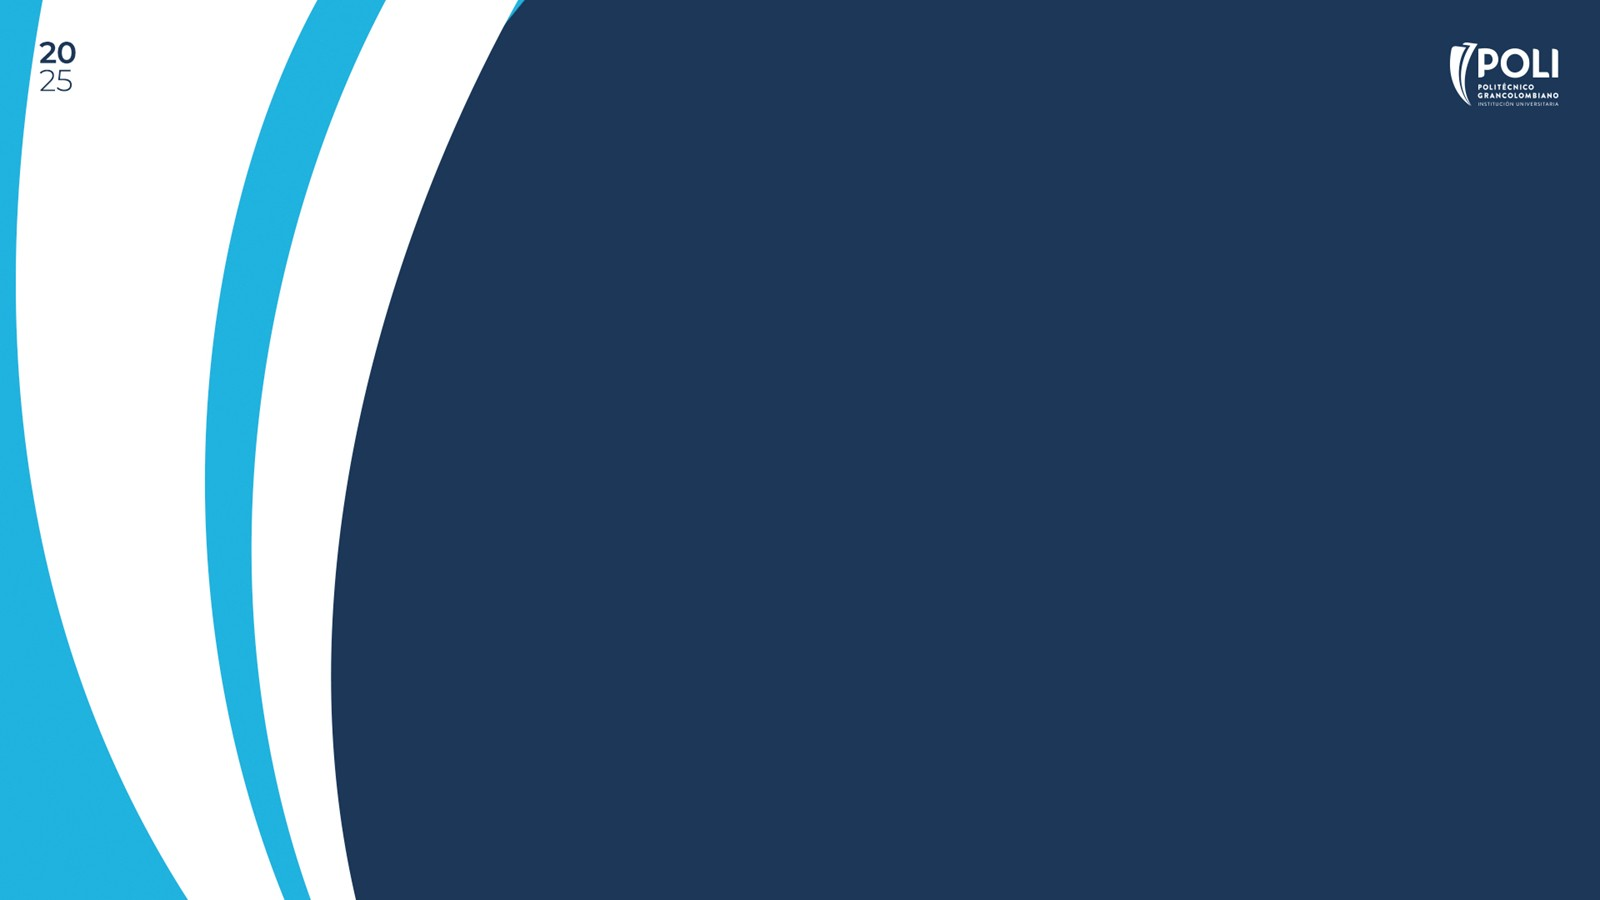 20
25
POLI
POLITÉCNICO
GRANCOLOMBIANO
INSTITUCIÓN UNIVERSITARIA